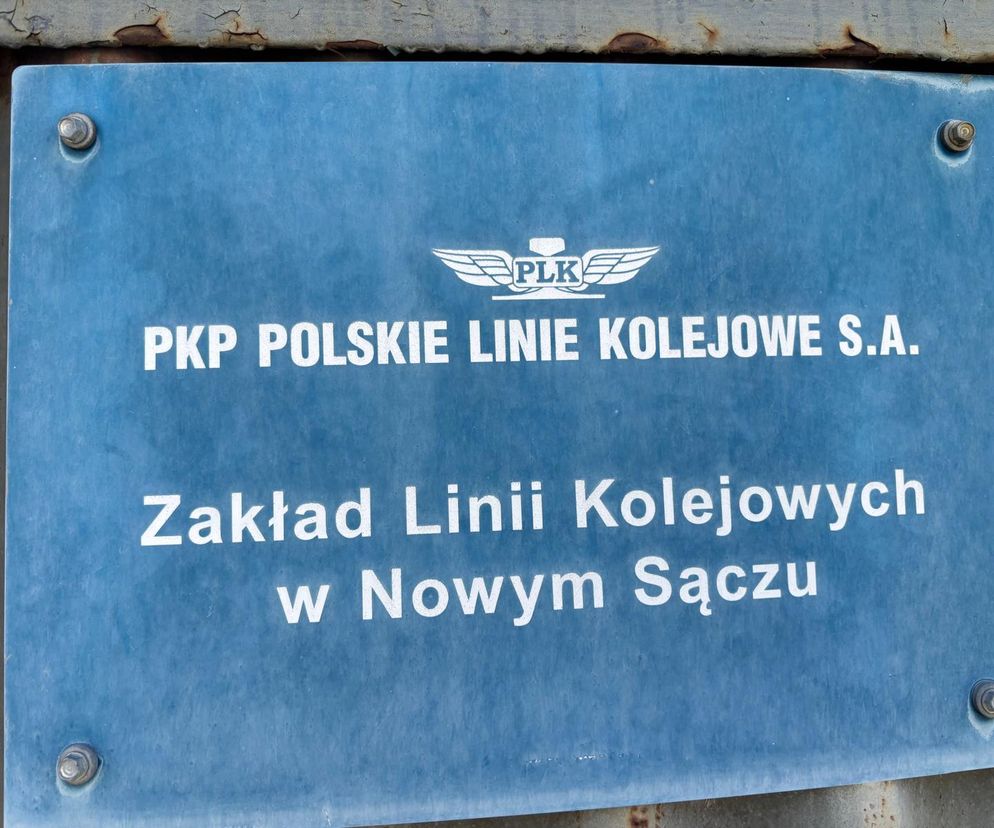 PLK
PKP POLSKIE LINIE KOLEJOWE S.A.
Zakład Linii Kolejowych
w Nowym Sączu